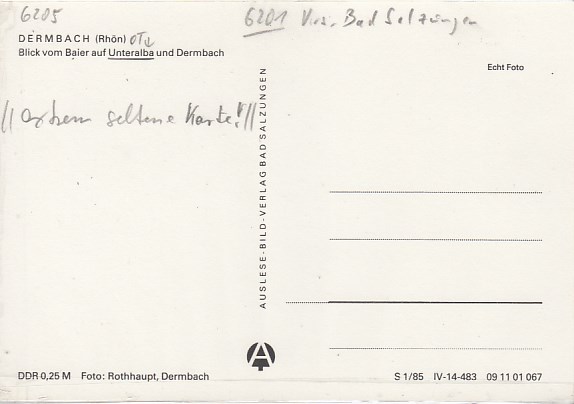 6205
6201 Krs. Bad Salzungen
DERMBACH (Rhön) OTv
Blick vom Baier auf Unteralba und Dermbach
Echt Foto
// extrem seltene Karte! //
AUSLESE-BILD-VERLAG BAD SALZUNGEN
DDR 0,25 M Foto: Rothhaupt, Dermbach
S 1/85 IV-14-483 09 11 01 067